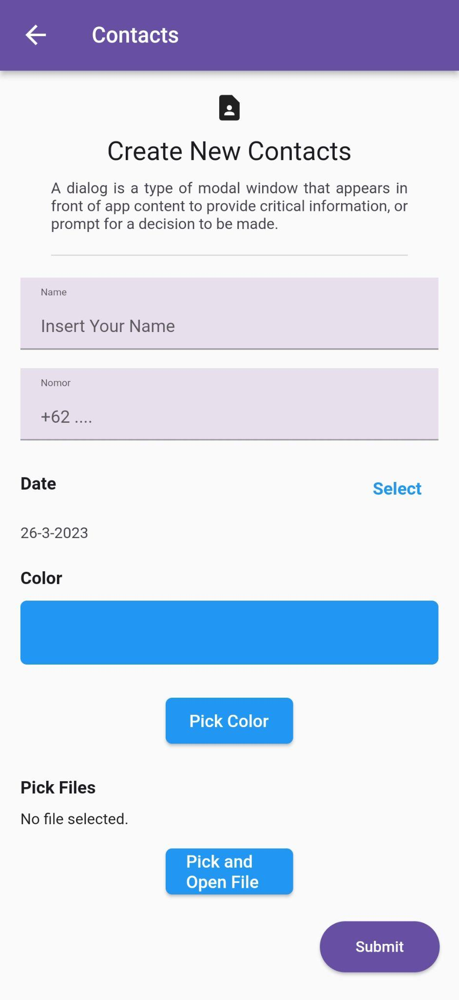 Contacts
Create New Contacts
A dialog is a type of modal window that appears in
front of app content to provide critical information, or
prompt for a decision to be made.
Name
Insert Your Name
Nomor
+62 ....
Date
Select
26-3-2023
Color
Pick Color
Pick Files
No file selected.
Pick and
Open File
Submit